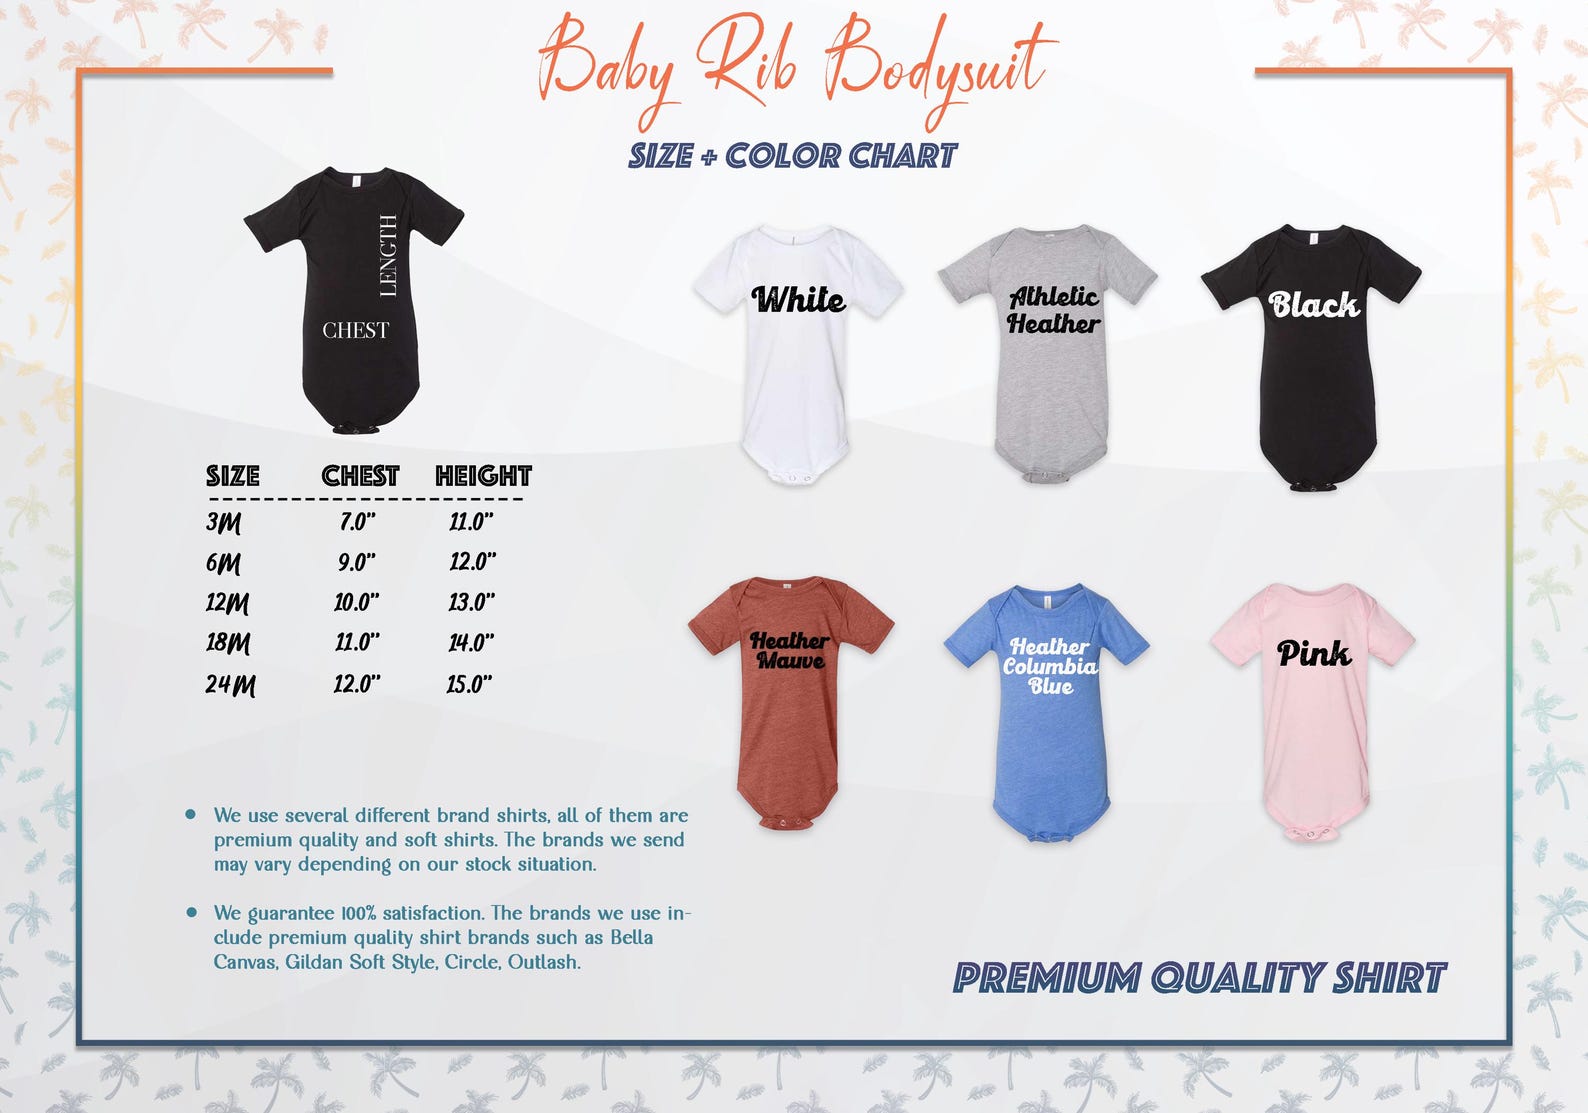 Baby Rib Bodysuit
SIZE + COLOR CHART
LENGTH
CHEST
White
Athletic
Heather
Black
SIZE CHEST HEIGHT
3M 7.0" 11.0"
6M 9.0" 12.0"
12M 10.0" 13.0"
18M 11.0" 14.0"
24M 12.0" 15.0"
Heather
Mauve
Heather
Columbia
Blue
Pink
• We use several different brand shirts, all of them are
premium quality and soft shirts. The brands we send
may vary depending on our stock situation.
• We guarantee 100% satisfaction. The brands we use in-
clude premium quality shirt brands such as Bella
Canvas, Gildan Soft Style, Circle, Outlash.
PREMIUM QUALITY SHIRT